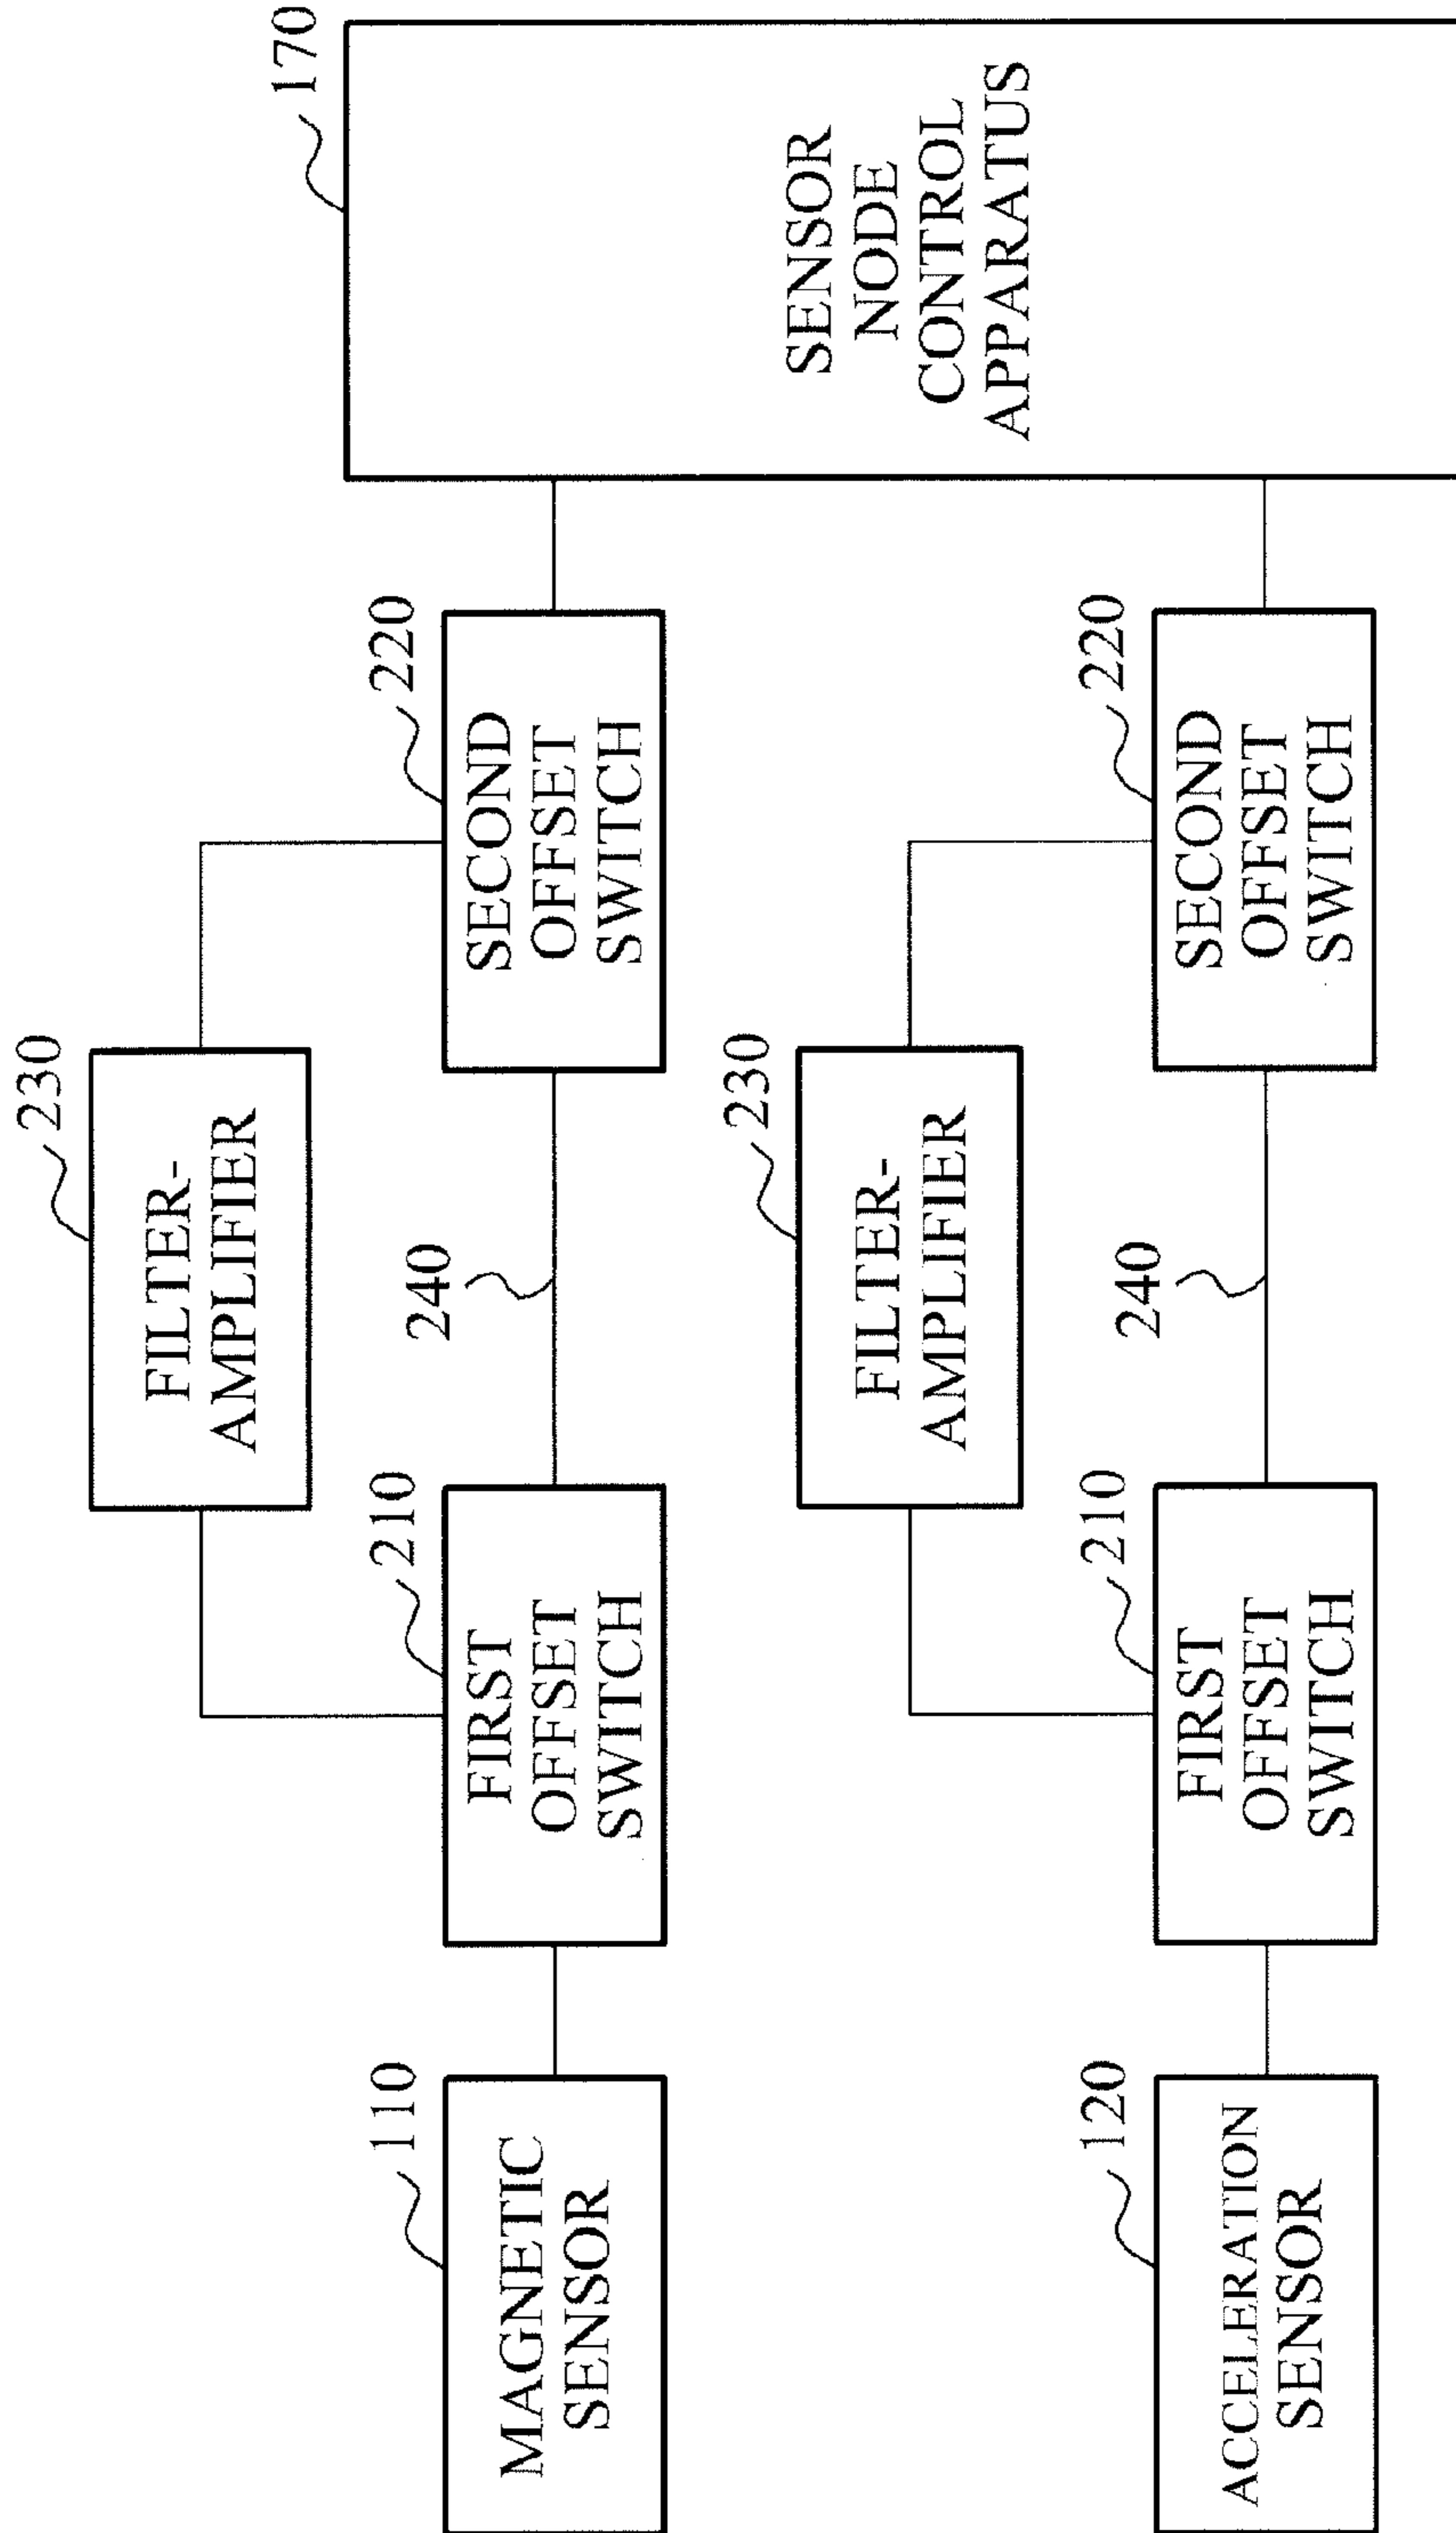 230
FILTER-
AMPLIFIER
170
110
210
240
220
MAGNETIC
SENSOR
FIRST
OFFSET
SWITCH
SECOND
OFFSET
SWITCH
SENSOR
NODE
CONTROL
APPARATUS
230
FILTER-
AMPLIFIER
120
210
240
220
ACCELERATION
SENSOR
FIRST
OFFSET
SWITCH
SECOND
OFFSET
SWITCH